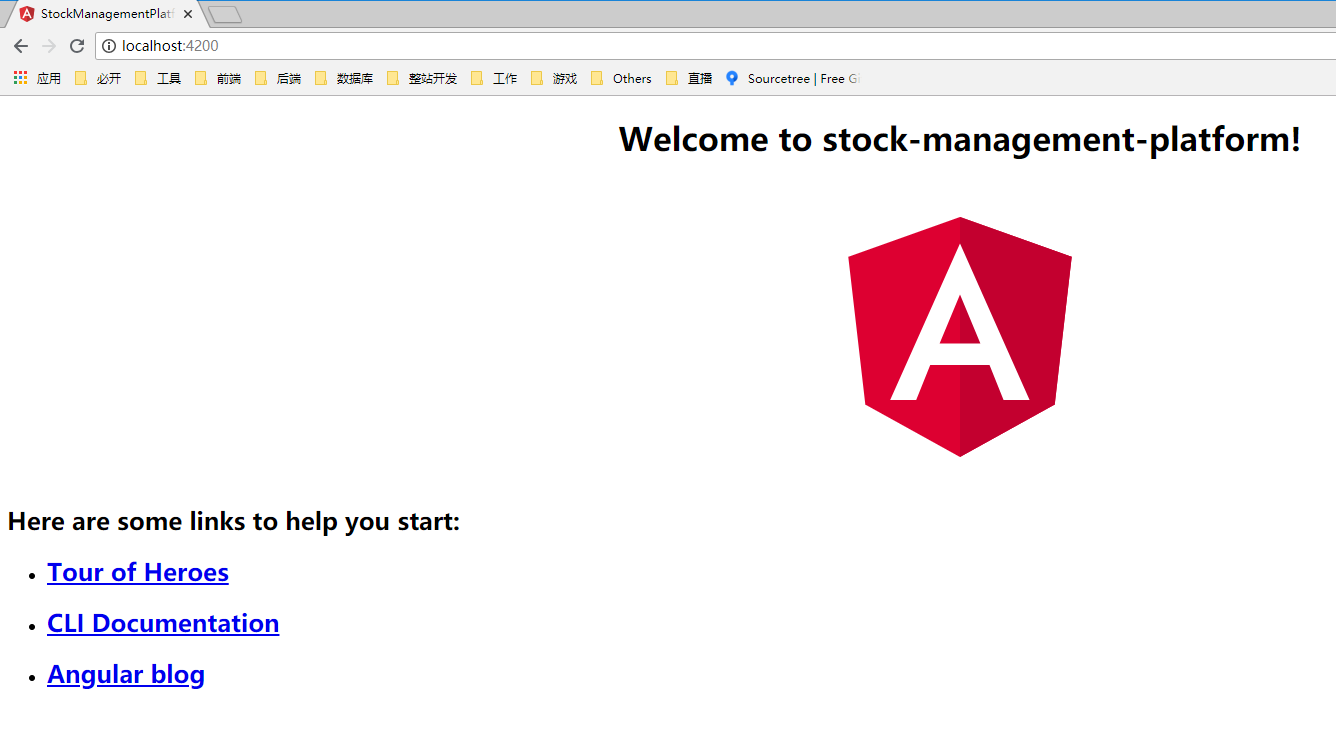 StockManagementPlat
localhost:4200
应用 必开 工具 前端 后端 数据库 整站开发 工作 游戏 Others 直播 Sourcetree | Free Gi
Welcome to stock-management-platform!
Here are some links to help you start:
Tour of Heroes
CLI Documentation
Angular blog